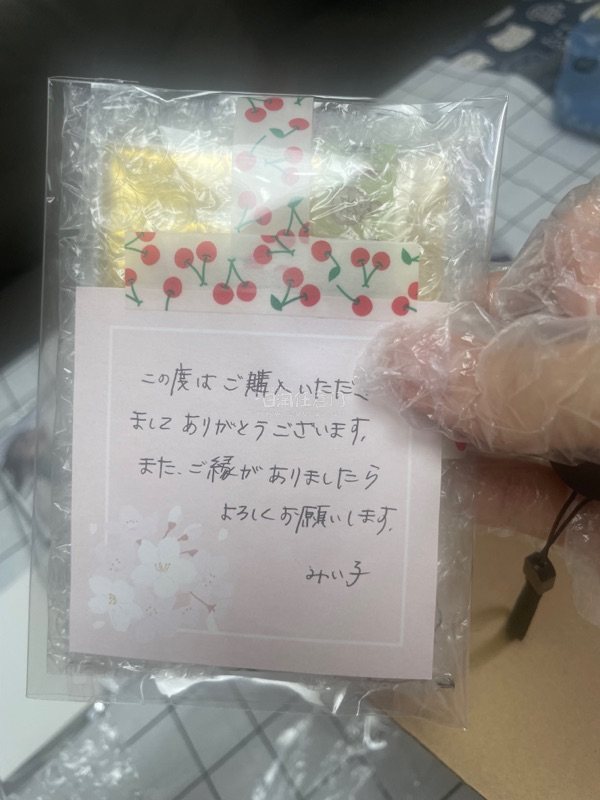 この度はご購入いただき
ましてありがとうございます。
また、ご縁がありましたら
よろしくお願いします。
みい子